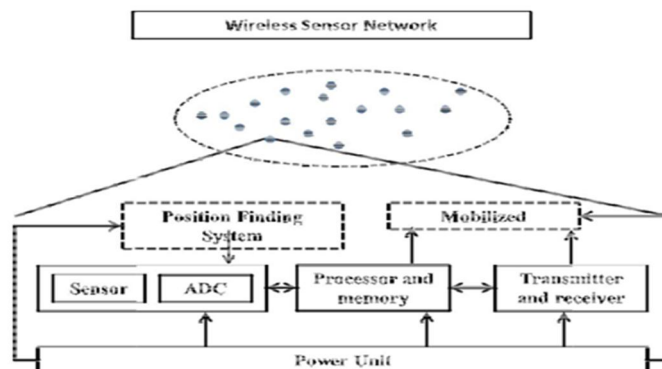 Wireless Sensor Network
Position Finding
System
Mobilized
Sensor
ADC
Processor and
memory
Transmitter
and receiver
Power Unit